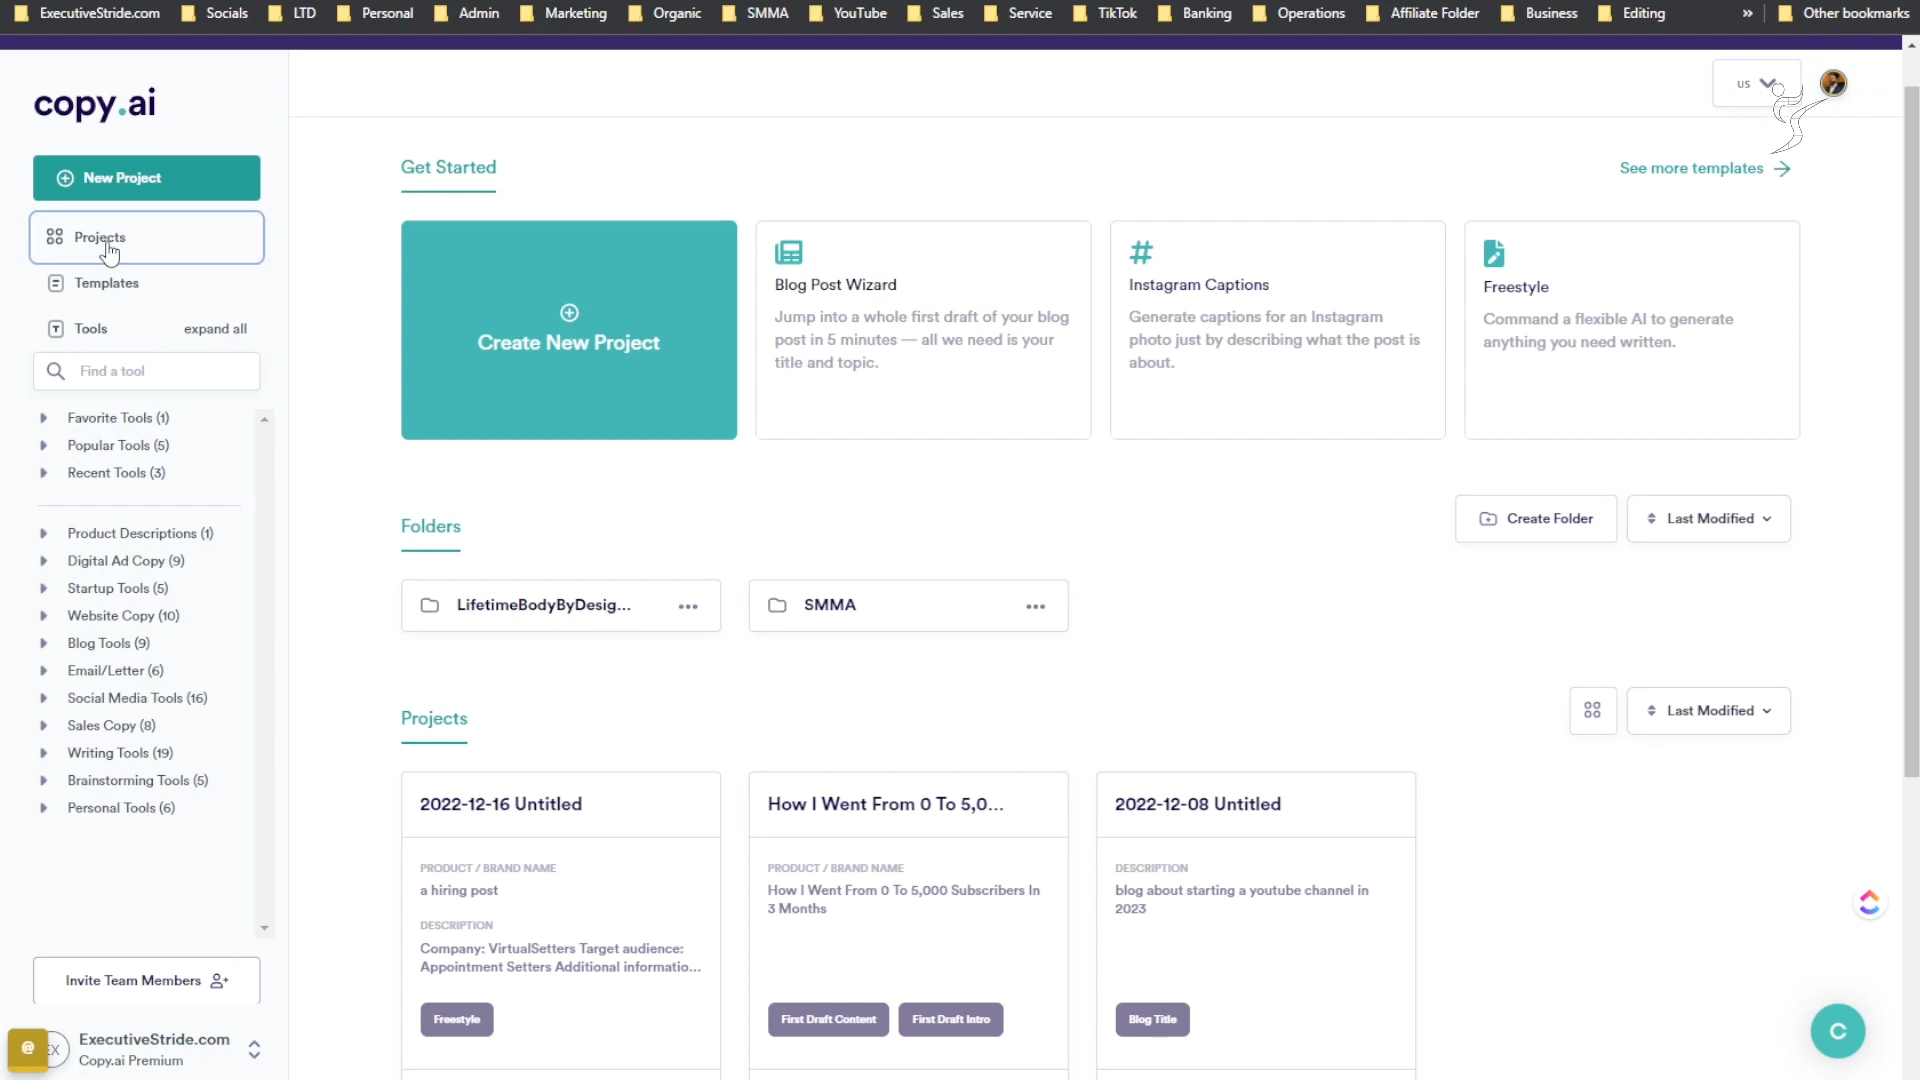 ExecutiveStride.com Socials LTD Personal Admin Marketing Organic SMMA YouTube Sales Service TikTok Banking Operations Affiliate Folder Business Editing » Other bookmarks
copy.ai
us
New Project
Projects
Templates
Tools expand all
Find a tool
Favorite Tools (1)
Popular Tools (5)
Recent Tools (3)
Product Descriptions (1)
Digital Ad Copy (9)
Startup Tools (5)
Website Copy (10)
Blog Tools (9)
Email/Letter (6)
Social Media Tools (16)
Sales Copy (8)
Writing Tools (19)
Brainstorming Tools (5)
Personal Tools (6)
Invite Team Members
@ EX
ExecutiveStride.com
Copy.ai Premium
Get Started
See more templates
Create New Project
Blog Post Wizard
Jump into a whole first draft of your blog
post in 5 minutes — all we need is your
title and topic.
#
Instagram Captions
Generate captions for an Instagram
photo just by describing what the post is
about.
Freestyle
Command a flexible AI to generate
anything you need written.
Folders
Create Folder
Last Modified
LifetimeBodyByDesig...
SMMA
Projects
Last Modified
2022-12-16 Untitled
PRODUCT / BRAND NAME
a hiring post
DESCRIPTION
Company: VirtualSetters Target audience:
Appointment Setters Additional informatio...
Freestyle
How I Went From 0 To 5,0...
PRODUCT / BRAND NAME
How I Went From 0 To 5,000 Subscribers In
3 Months
First Draft Content First Draft Intro
2022-12-08 Untitled
DESCRIPTION
blog about starting a youtube channel in
2023
Blog Title
C